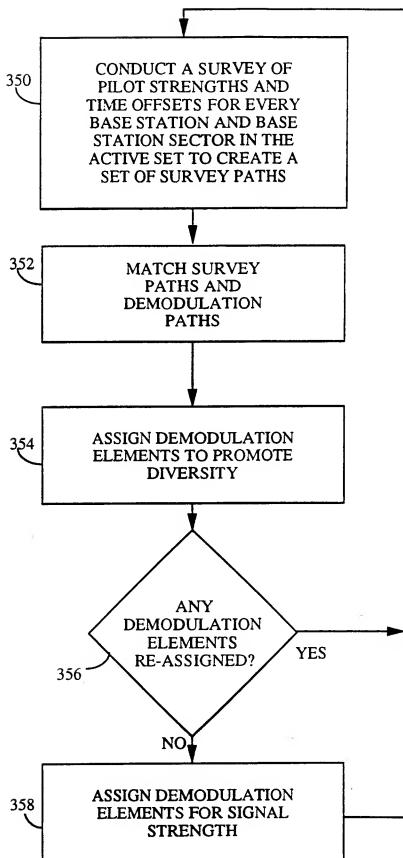 350
CONDUCT A SURVEY OF
PILOT STRENGTHS AND
TIME OFFSETS FOR EVERY
BASE STATION AND BASE
STATION SECTOR IN THE
ACTIVE SET TO CREATE A
SET OF SURVEY PATHS
352
MATCH SURVEY
PATHS AND
DEMODULATION
PATHS
354
ASSIGN DEMODULATION
ELEMENTS TO PROMOTE
DIVERSITY
356
ANY
DEMODULATION
ELEMENTS
RE-ASSIGNED?
YES
NO
358
ASSIGN DEMODULATION
ELEMENTS FOR SIGNAL
STRENGTH